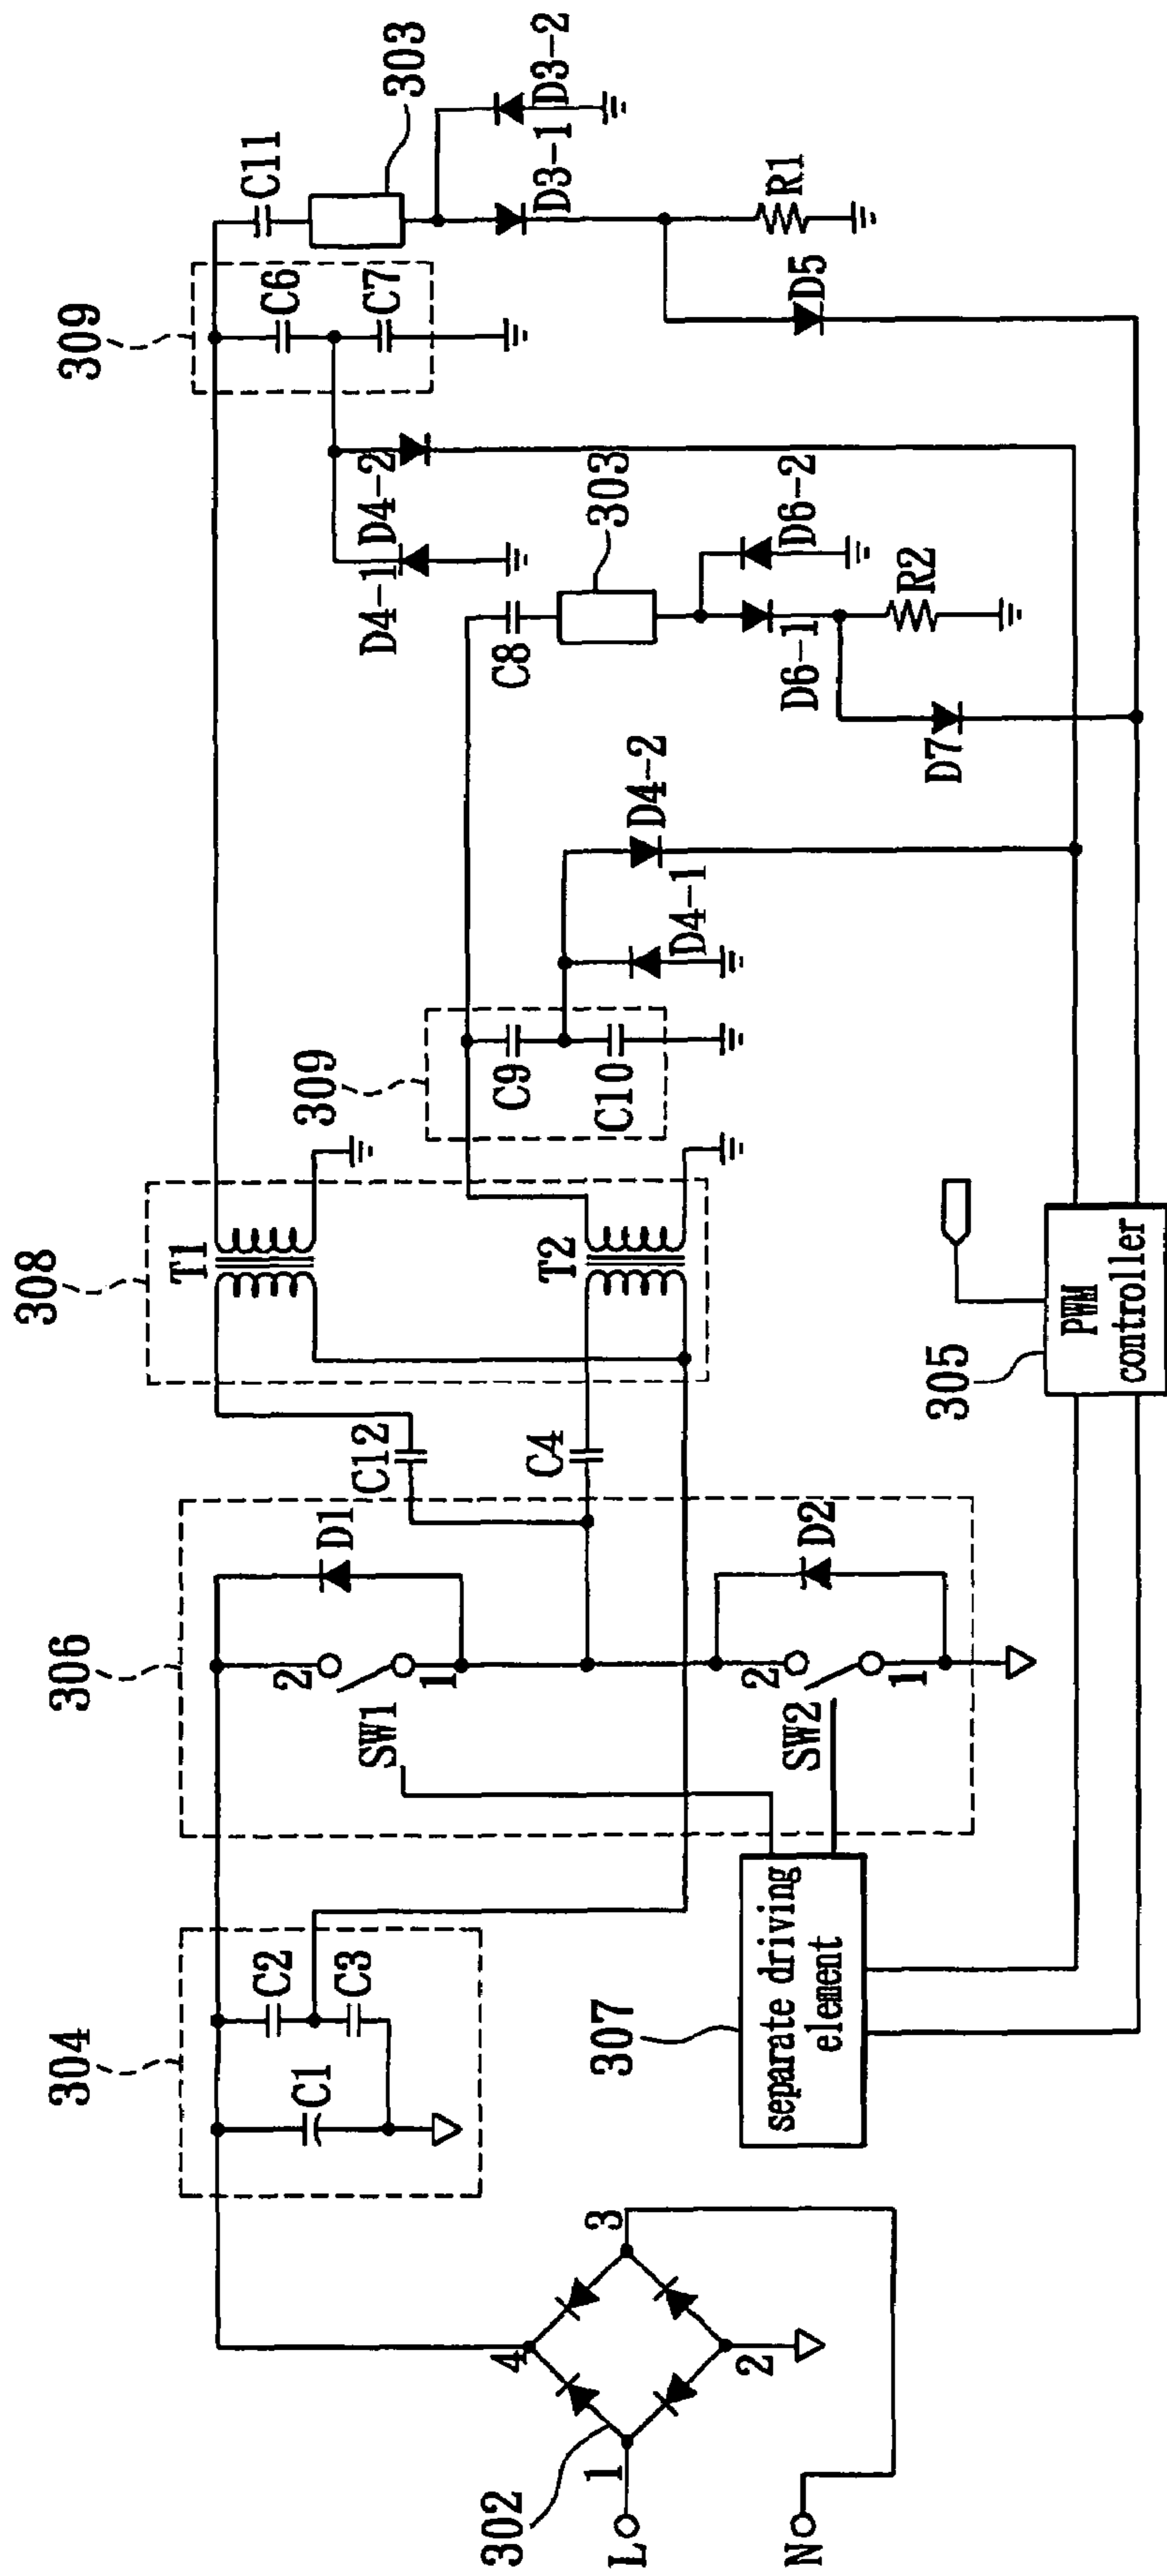 302
L
N
1
4
3
2
304
C1
C2
C3
306
2
1
D1
SW1
SW2
2
1
D2
307
separate driving
element
C12
C4
308
T1
T2
305
PWM
controller
309
C9
C10
D4-1
D4-2
C8
303
D6-1
D6-2
D7
R2
D4-1
D4-2
309
C6
C7
C11
303
D3-1
D3-2
D5
R1